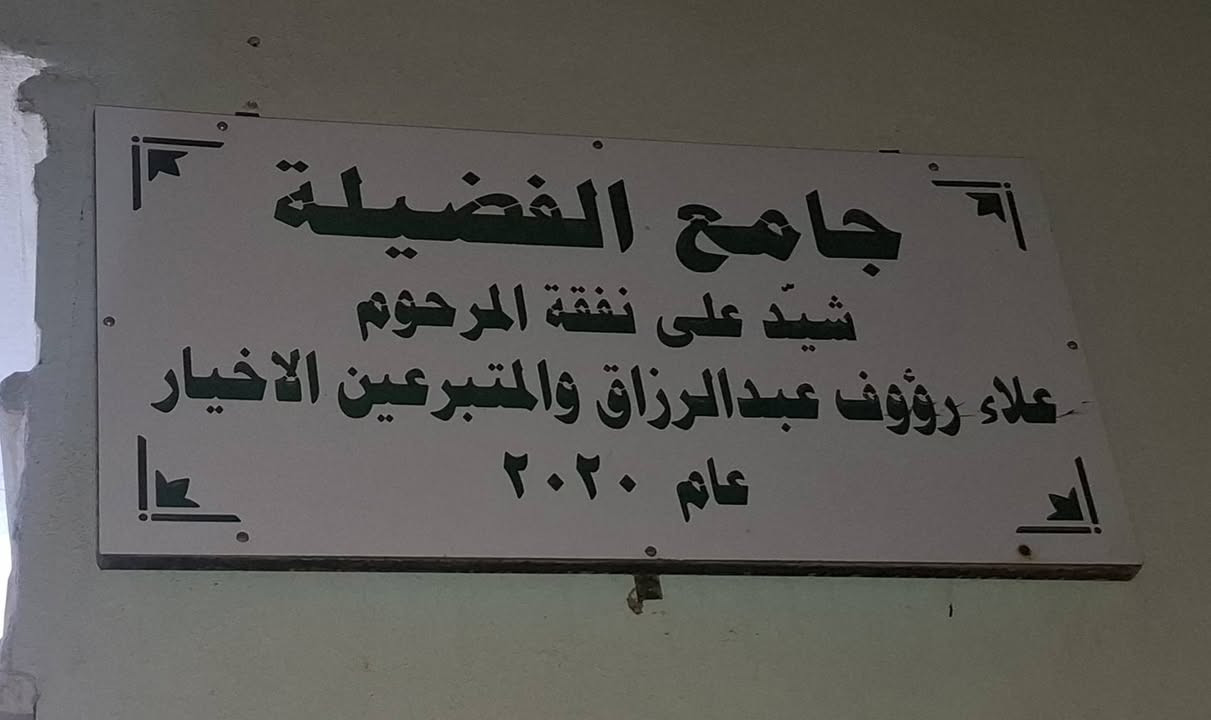 جامع الفضيلة
شيّد على نفقة المرحوم
علاء رؤوف عبدالرزاق والمتبرعين الاخيار
عام ٢٠٢٠